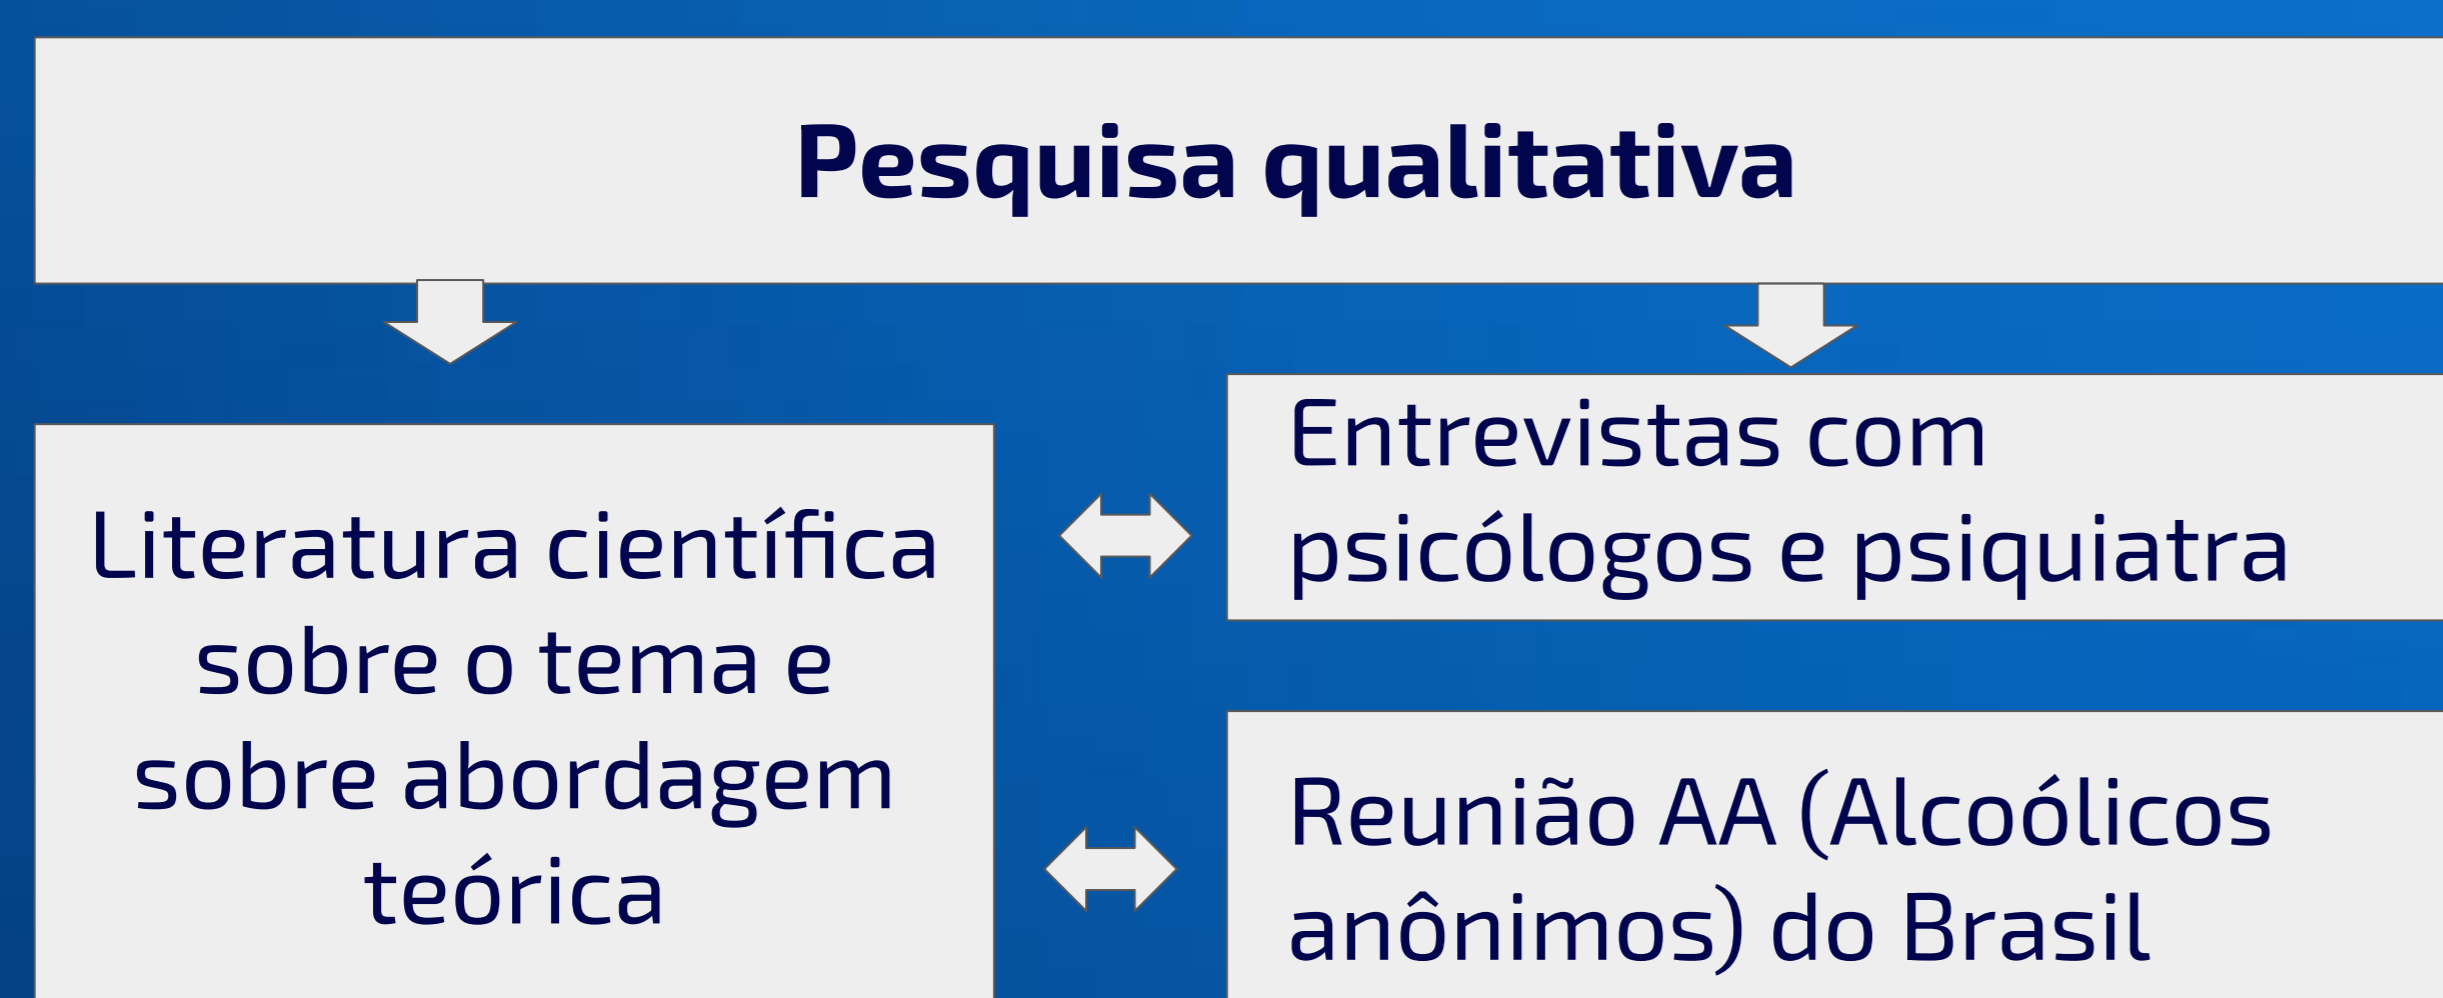 Pesquisa qualitativa
Literatura científica
sobre o tema e
sobre abordagem
teórica
Entrevistas com
psicólogos e psiquiatra
Reunião AA (Alcoólicos
anônimos) do Brasil